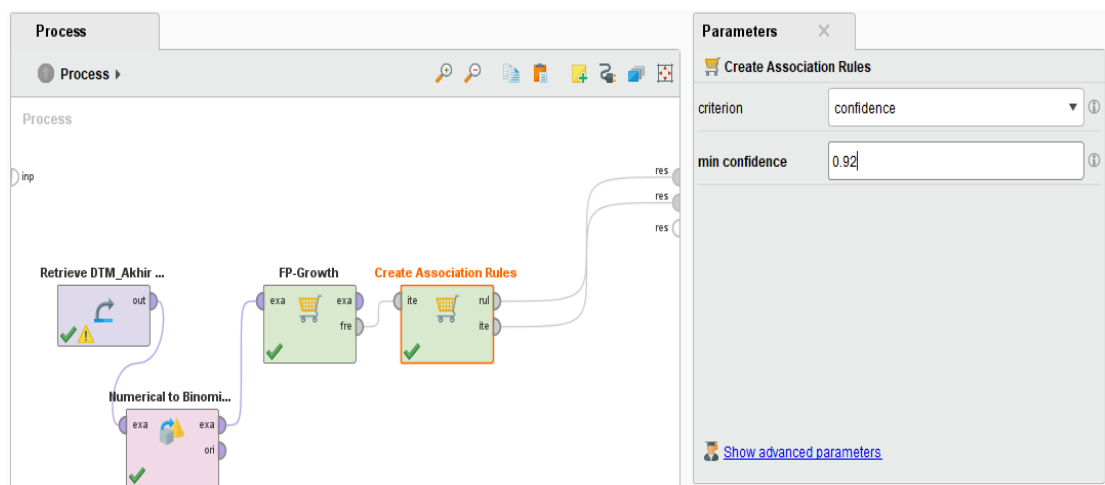 Process
Process
Process
inp
res
res
res
Retrieve DTM_Akhir ...
out
FP-Growth
exa
exa
fre
Create Association Rules
ite
rul
ite
Numerical to Binomi...
exa
exa
ori
Parameters
Create Association Rules
criterion
confidence
min confidence
0.92
Show advanced parameters